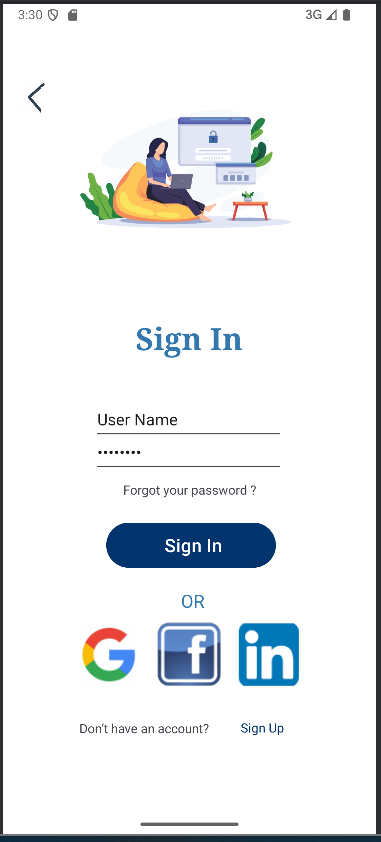 3:30 3G
Sign In
User Name
••••••••
Forgot your password ?
Sign In
OR
f
in
Don't have an account? Sign Up